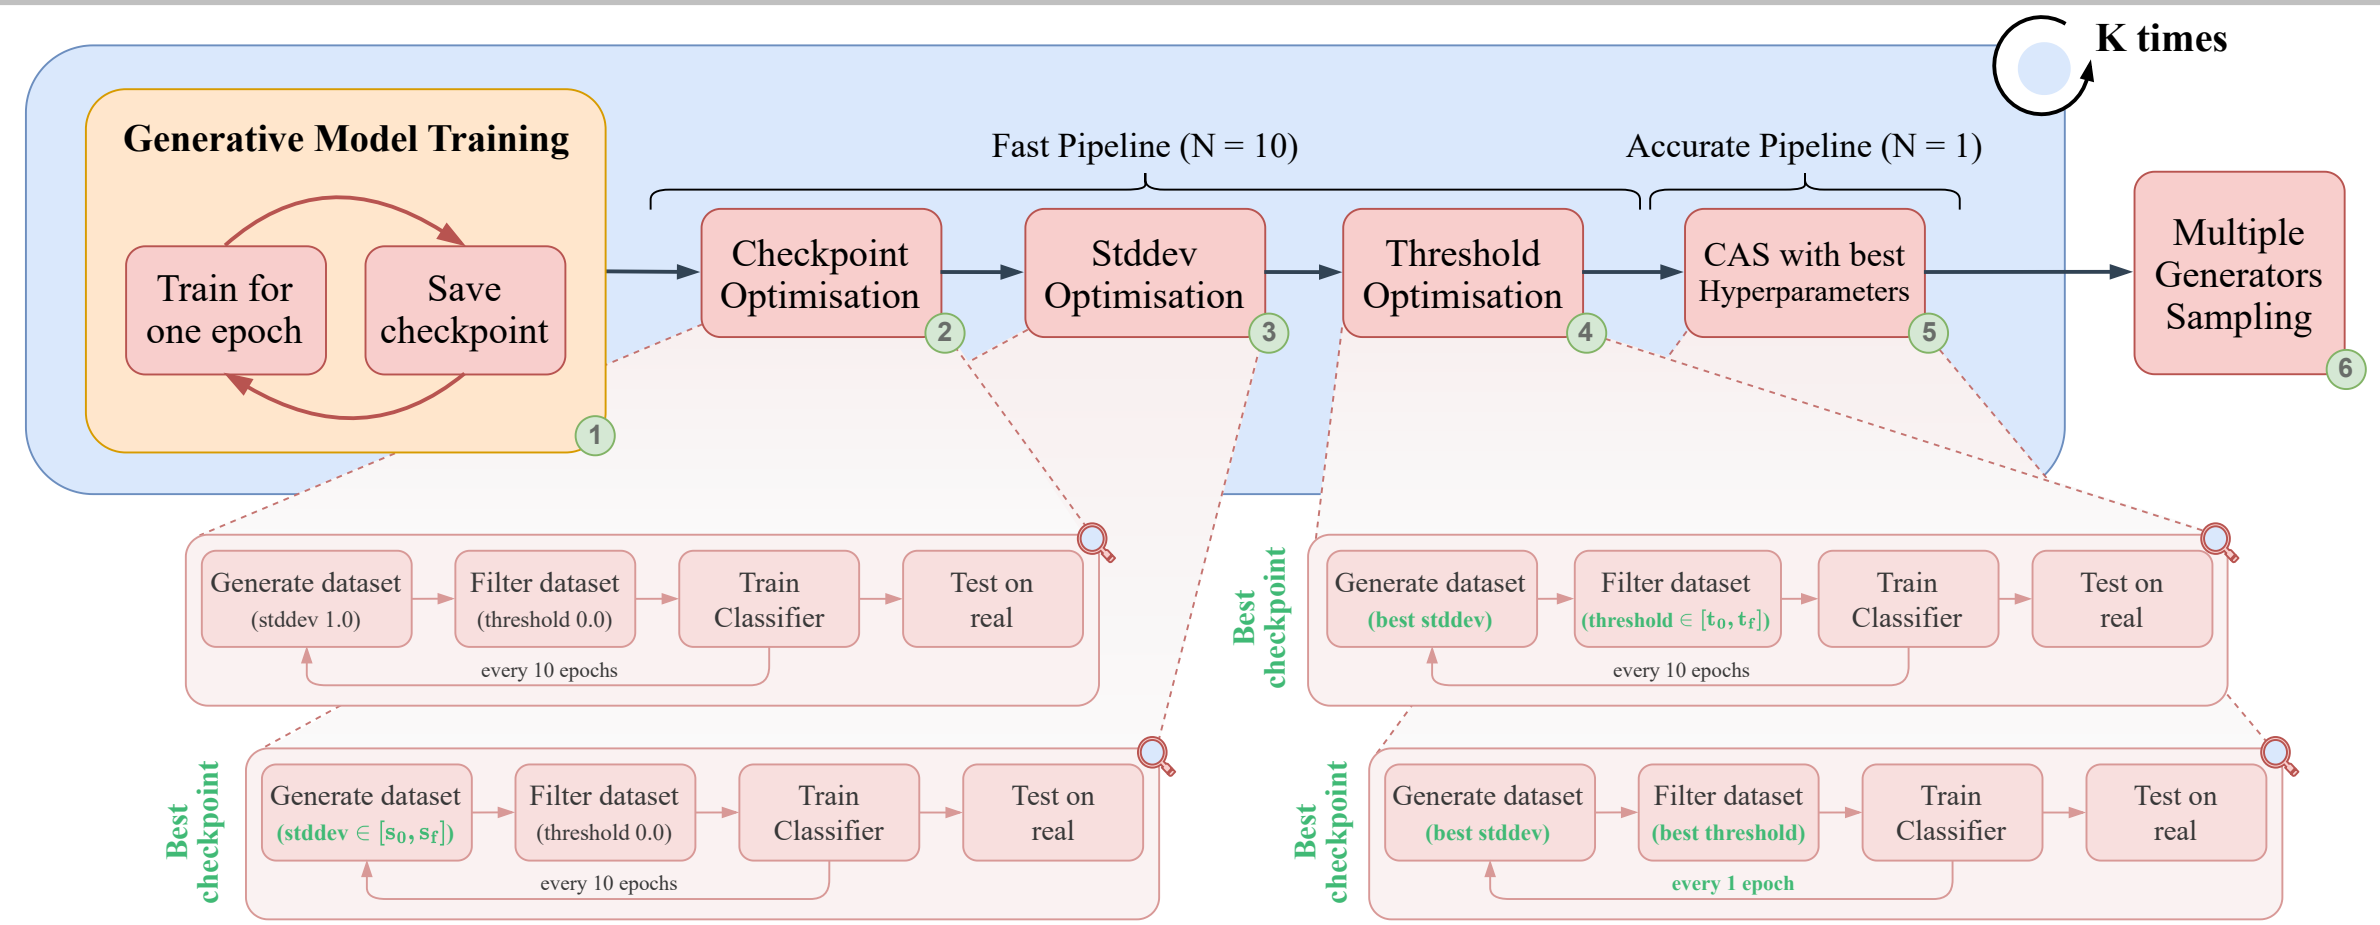 K times
Generative Model Training
Train for
one epoch
Save
checkpoint
1
Fast Pipeline (N = 10)
Accurate Pipeline (N = 1)
Checkpoint
Optimisation
2
Stddev
Optimisation
3
Threshold
Optimisation
4
CAS with best
Hyperparameters
5
Multiple
Generators
Sampling
6
Generate dataset
(stddev 1.0)
Filter dataset
(threshold 0.0)
Train
Classifier
Test on
real
every 10 epochs
Best
checkpoint
Generate dataset
(stddev ∈ [s₀, s_f])
Filter dataset
(threshold 0.0)
Train
Classifier
Test on
real
every 10 epochs
Best
checkpoint
Generate dataset
(best stddev)
Filter dataset
(threshold ∈ [t₀, t_f])
Train
Classifier
Test on
real
every 10 epochs
Best
checkpoint
Generate dataset
(best stddev)
Filter dataset
(best threshold)
Train
Classifier
Test on
real
every 1 epoch